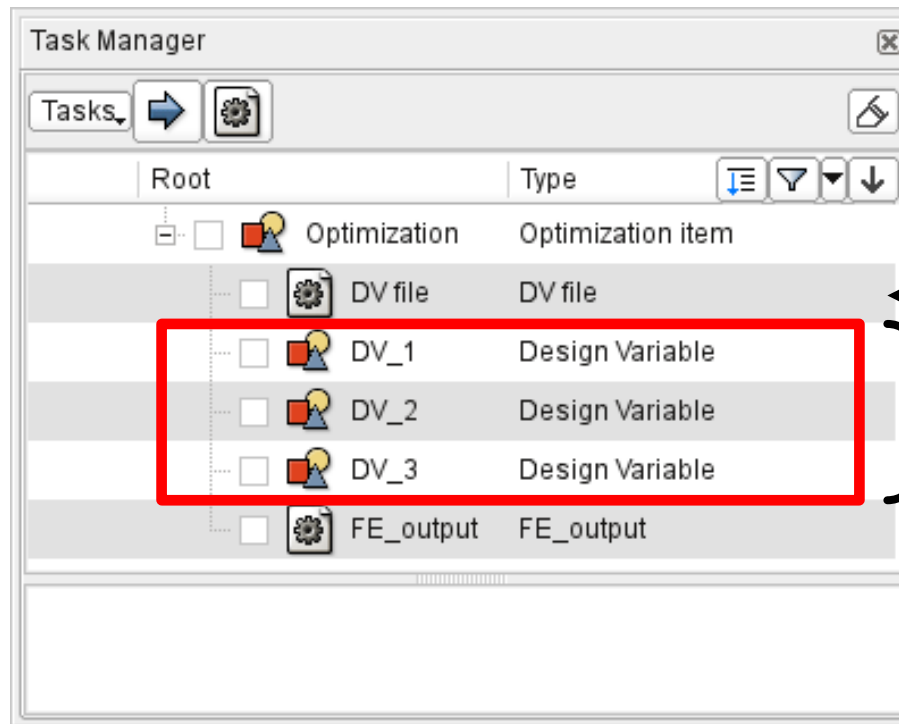 Task Manager
Tasks
Root Type
Optimization Optimization item
DV file DV file
DV_1 Design Variable
DV_2 Design Variable
DV_3 Design Variable
FE_output FE_output